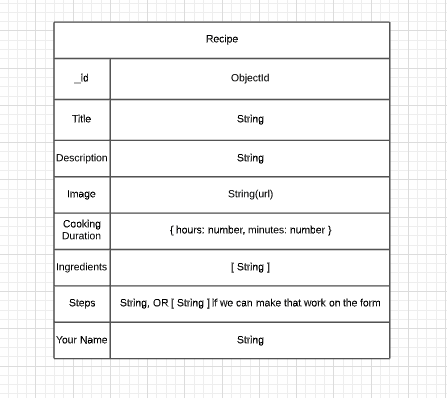 Recipe
_id ObjectId
Title String
Description String
Image String(url)
Cooking
Duration { hours: number, minutes: number }
Ingredients [ String ]
Steps String, OR [ String ] if we can make that work on the form
Your Name String